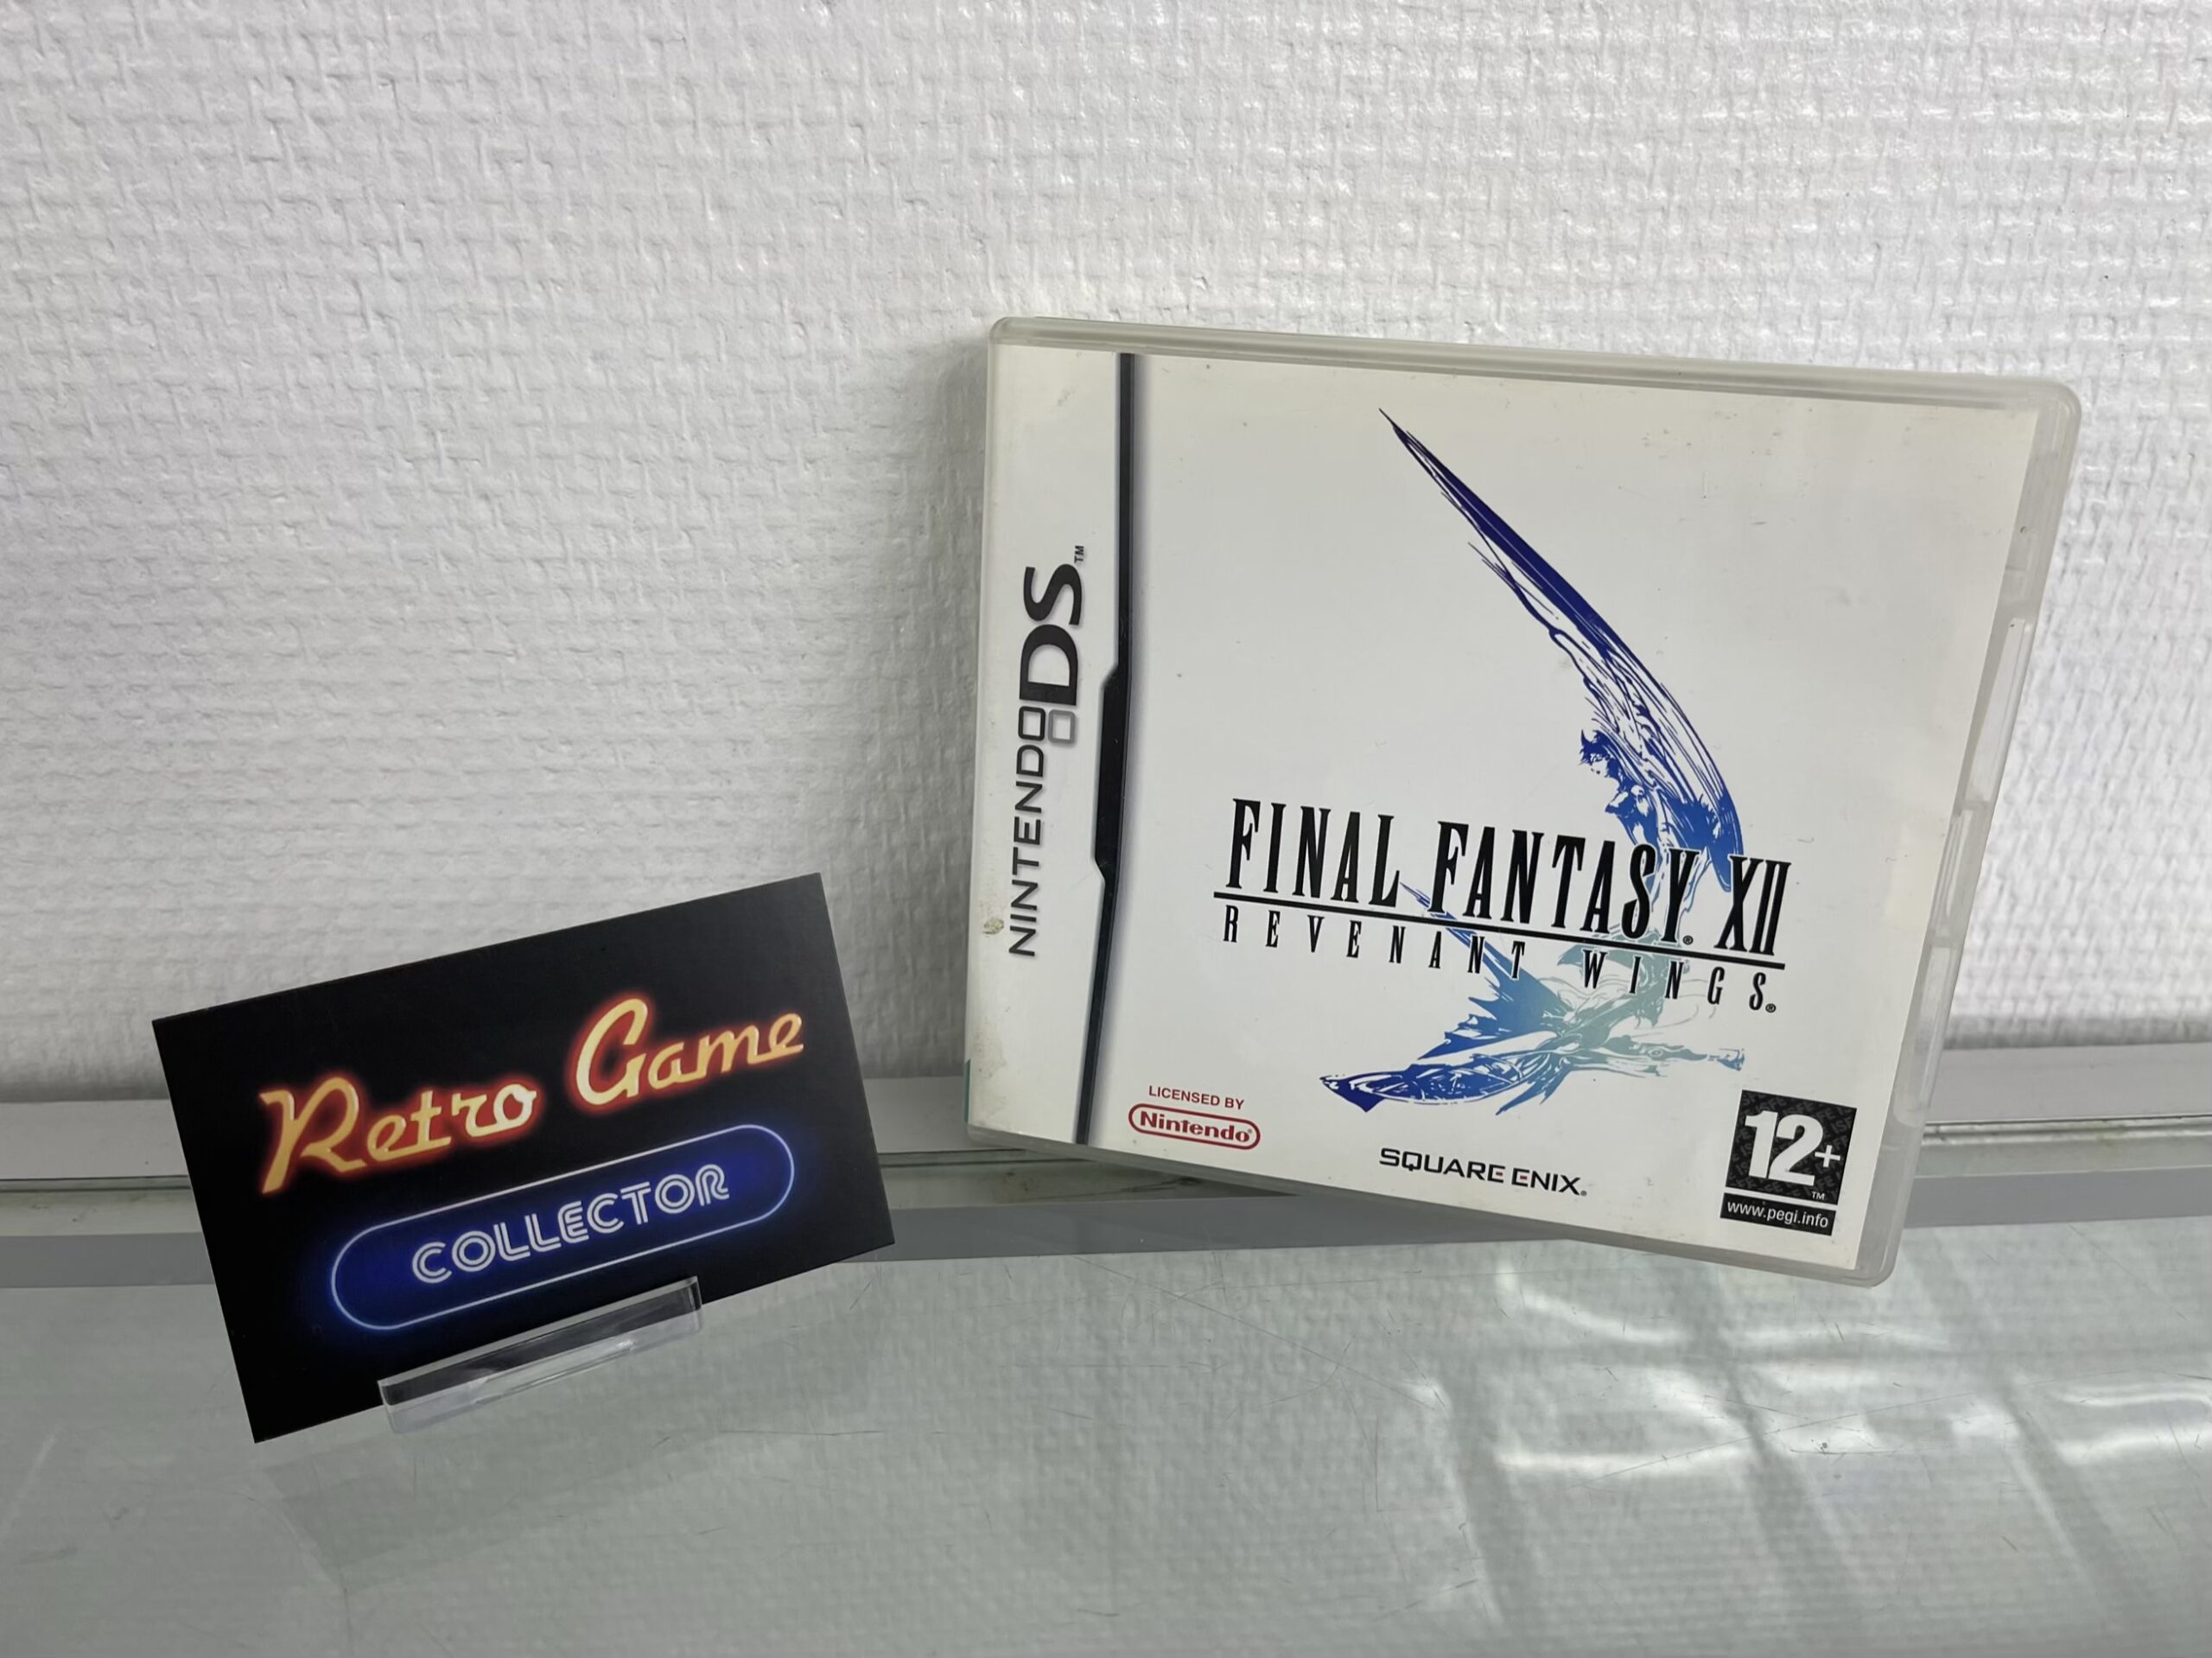 Retro Game
COLLECTOR
NINTENDO DS™
FINAL FANTASY® XII
REVENANT WINGS®
LICENSED BY
Nintendo®
SQUARE ENIX®
12+™
www.pegi.info